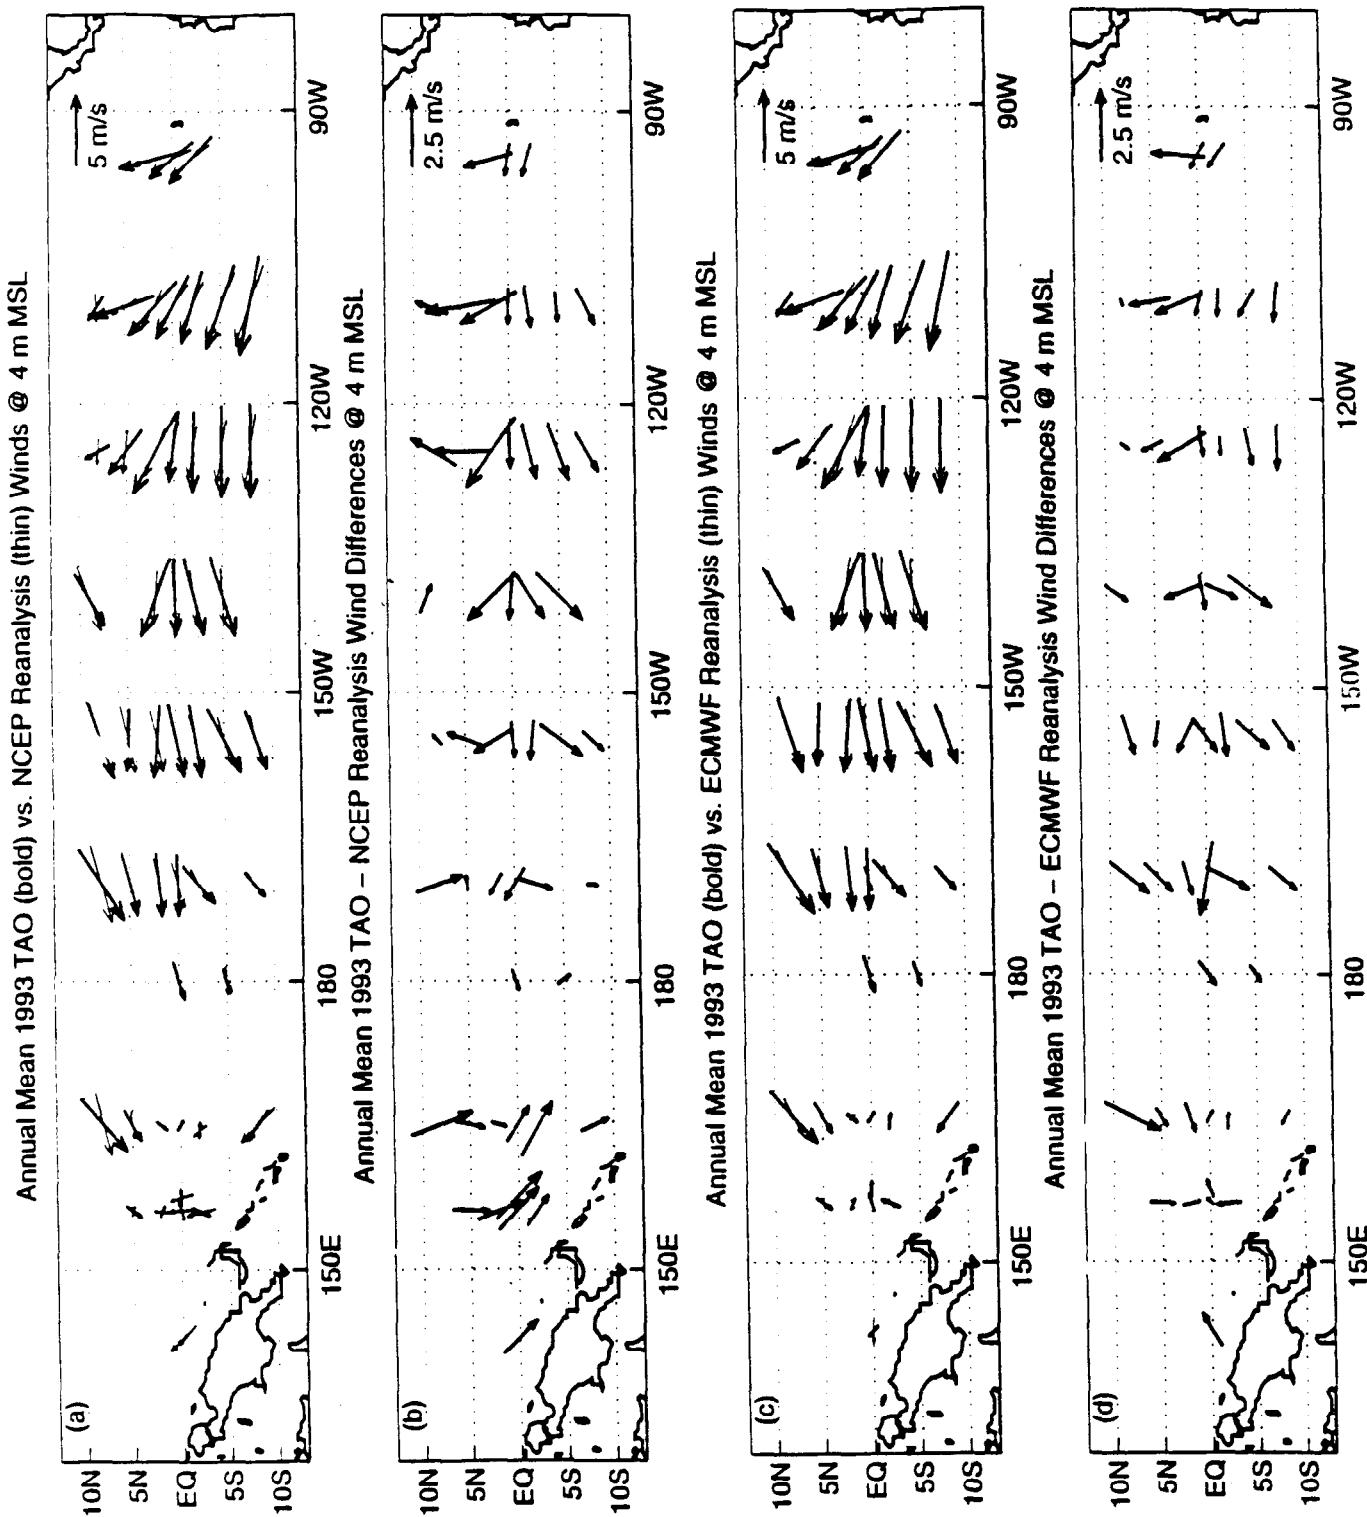 Annual Mean 1993 TAO (bold) vs. NCEP Reanalysis (thin) Winds @ 4 m MSL
(a)
5 m/s
10N
5N
EQ
5S
10S
150E
180
150W
120W
90W
Annual Mean 1993 TAO – NCEP Reanalysis Wind Differences @ 4 m MSL
(b)
2.5 m/s
10N
5N
EQ
5S
10S
150E
180
150W
120W
90W
Annual Mean 1993 TAO (bold) vs. ECMWF Reanalysis (thin) Winds @ 4 m MSL
(c)
5 m/s
10N
5N
EQ
5S
10S
150E
180
150W
120W
90W
Annual Mean 1993 TAO – ECMWF Reanalysis Wind Differences @ 4 m MSL
(d)
2.5 m/s
10N
5N
EQ
5S
10S
150E
180
150W
120W
90W